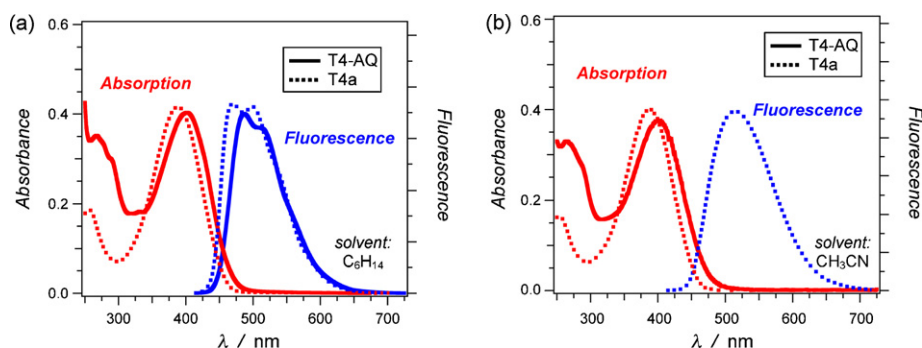 (a)
0.6
0.4
0.2
0.0
Absorbance
Absorption
T4-AQ
T4a
Fluorescence
solvent:
C₆H₁₄
Fluorescence
300 400 500 600 700
λ / nm
(b)
0.6
0.4
0.2
0.0
Absorbance
Absorption
T4-AQ
T4a
Fluorescence
solvent:
CH₃CN
Fluorescence
300 400 500 600 700
λ / nm